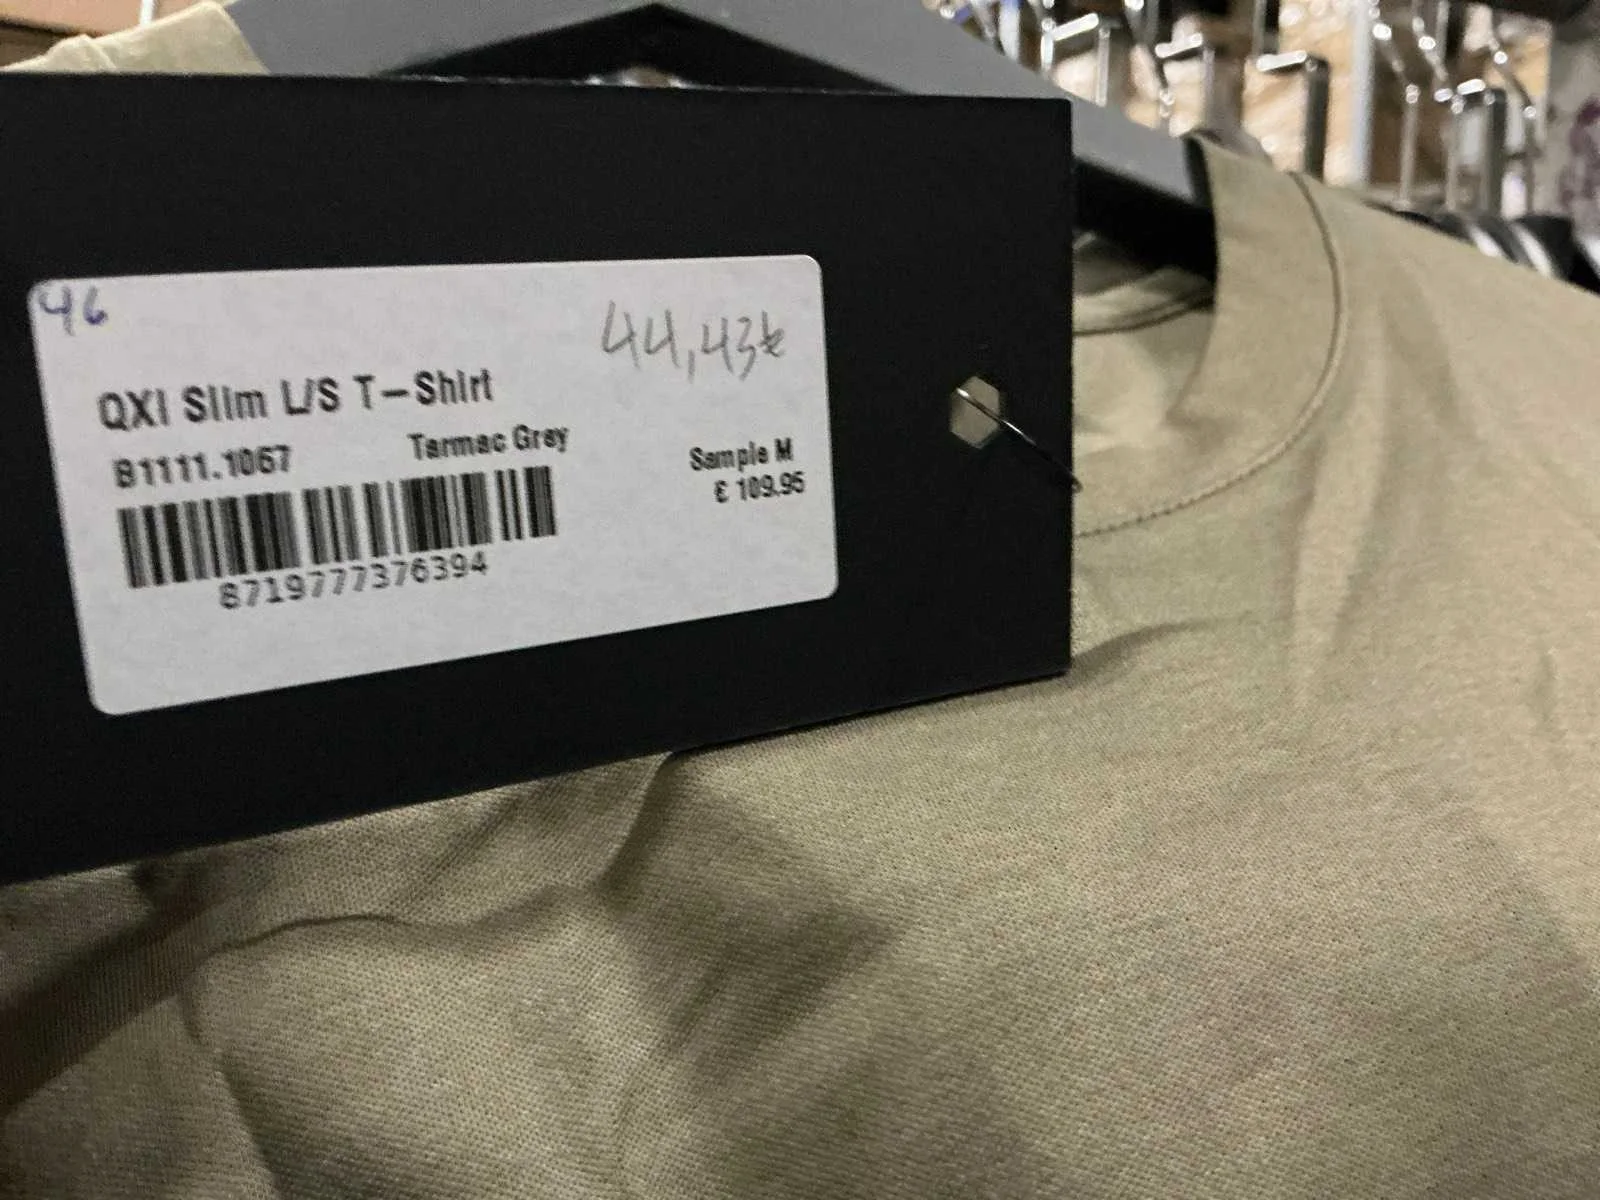 46
44,43€
QXI Slim L/S T-Shirt
B1111.1067 Tarmac Grey Sample M
€ 109.95
8719777376394